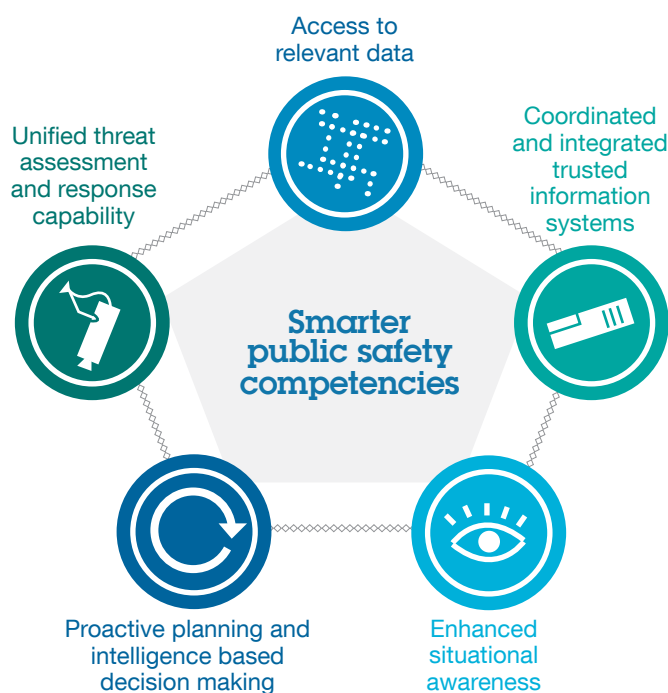 Access to
relevant data
Unified threat
assessment
and response
capability
Coordinated
and integrated
trusted
information
systems
Smarter
public safety
competencies
Proactive planning and
intelligence based
decision making
Enhanced
situational
awareness